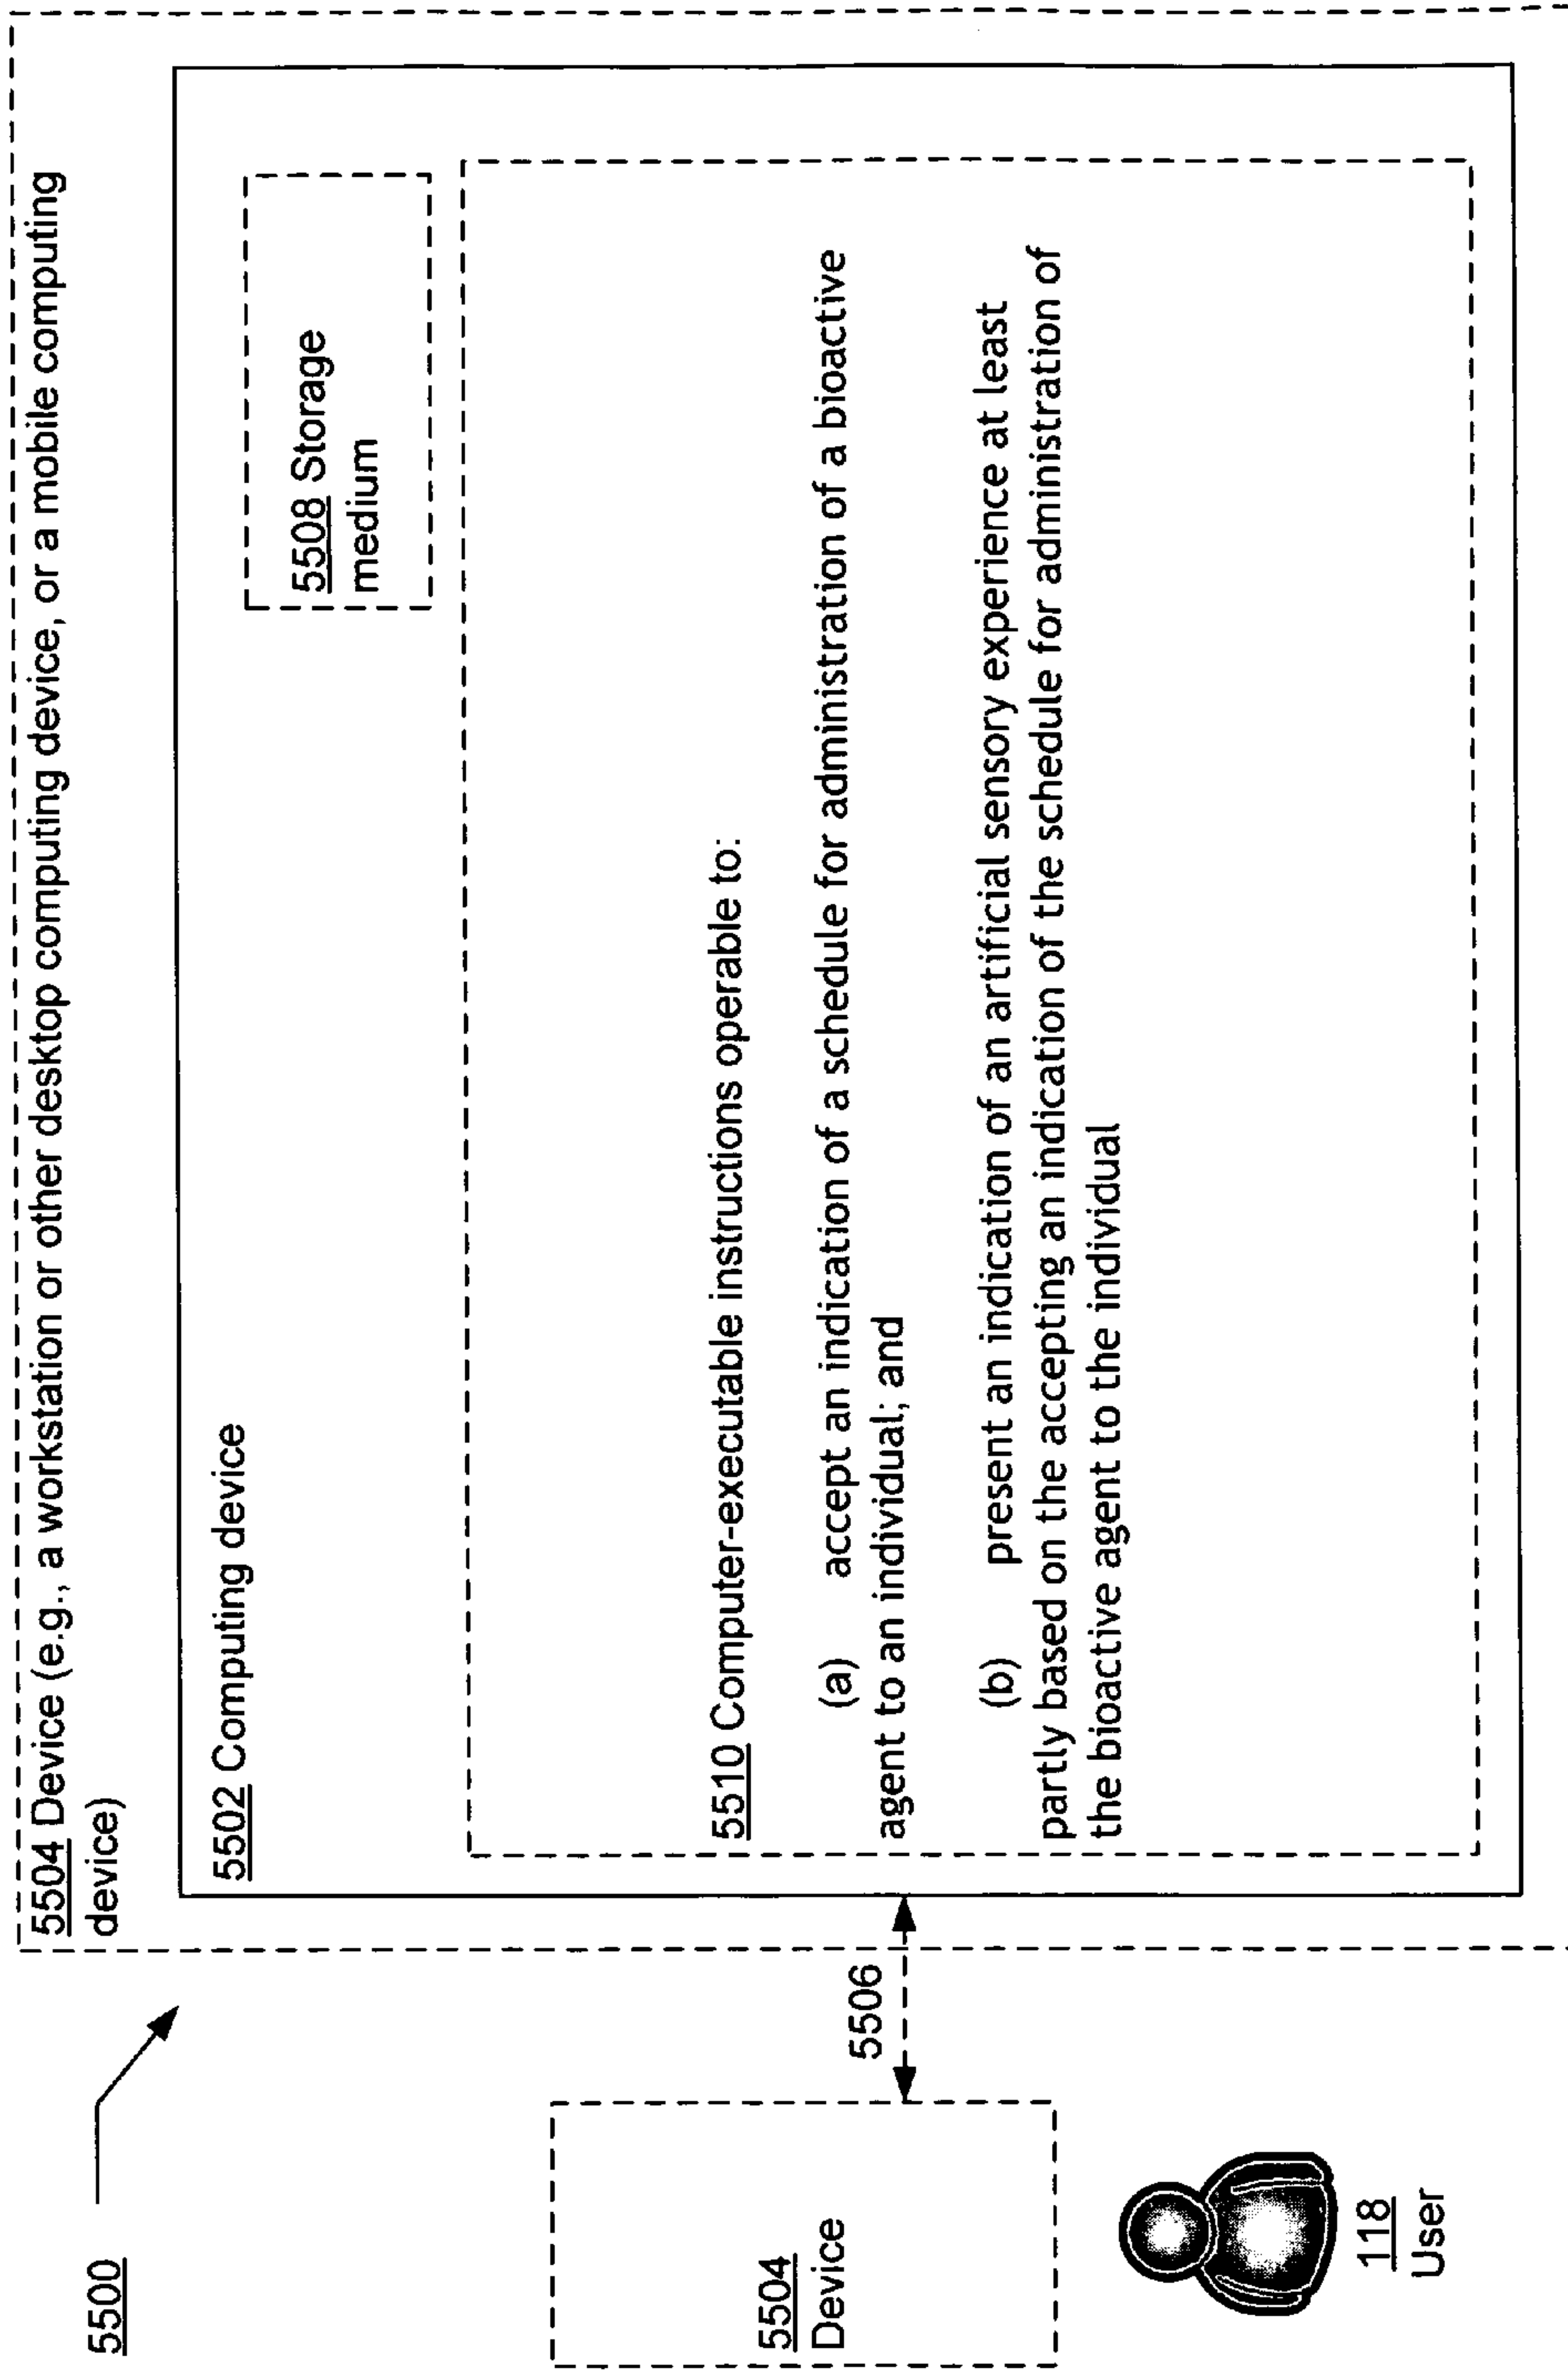 5500
5504 Device (e.g., a workstation or other desktop computing device, or a mobile computing
device)
5502 Computing device
5508 Storage
medium
5510 Computer-executable instructions operable to:
(a) accept an indication of a schedule for administration of a bioactive
agent to an individual; and
(b) present an indication of an artificial sensory experience at least
partly based on the accepting an indication of the schedule for administration of
the bioactive agent to the individual
5506
5504
Device
118
User